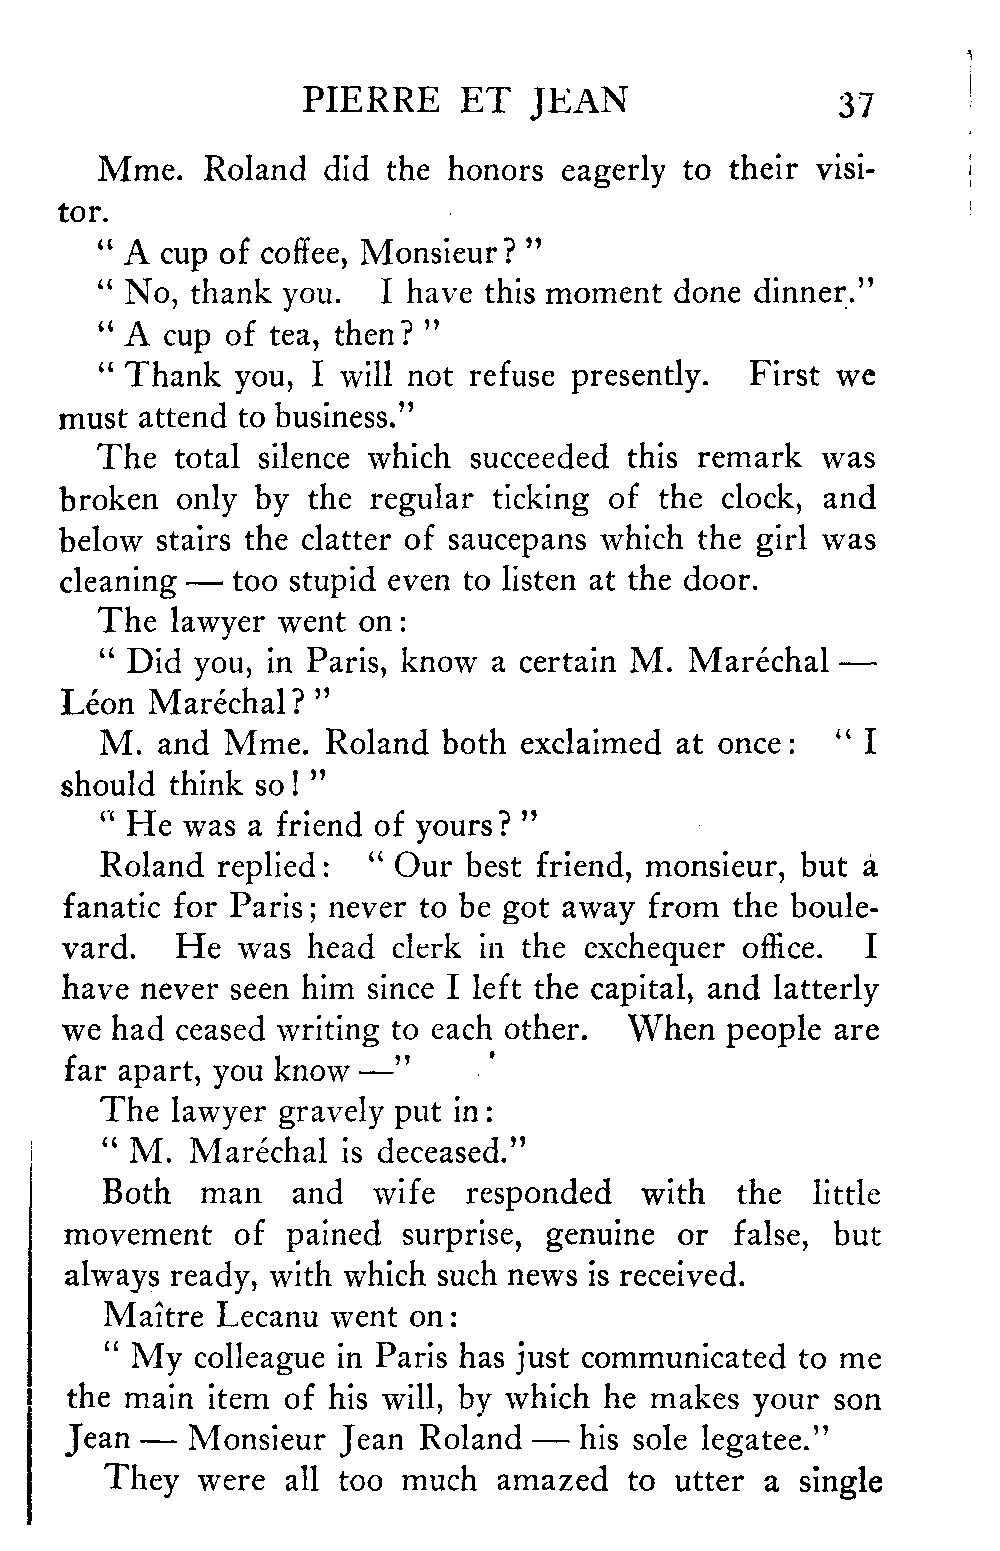 PIERRE ET JEAN 37
Mme. Roland did the honors eagerly to their visi-
tor.
" A cup of coffee, Monsieur? "
" No, thank you. I have this moment done dinner."
" A cup of tea, then? "
" Thank you, I will not refuse presently. First we
must attend to business."
The total silence which succeeded this remark was
broken only by the regular ticking of the clock, and
below stairs the clatter of saucepans which the girl was
cleaning — too stupid even to listen at the door.
The lawyer went on:
" Did you, in Paris, know a certain M. Maréchal —
Léon Maréchal? "
M. and Mme. Roland both exclaimed at once: " I
should think so! "
" He was a friend of yours? "
Roland replied: " Our best friend, monsieur, but a
fanatic for Paris; never to be got away from the boule-
vard. He was head clerk in the exchequer office. I
have never seen him since I left the capital, and latterly
we had ceased writing to each other. When people are
far apart, you know —"
The lawyer gravely put in:
" M. Maréchal is deceased."
Both man and wife responded with the little
movement of pained surprise, genuine or false, but
always ready, with which such news is received.
Maître Lecanu went on:
" My colleague in Paris has just communicated to me
the main item of his will, by which he makes your son
Jean — Monsieur Jean Roland — his sole legatee."
They were all too much amazed to utter a single